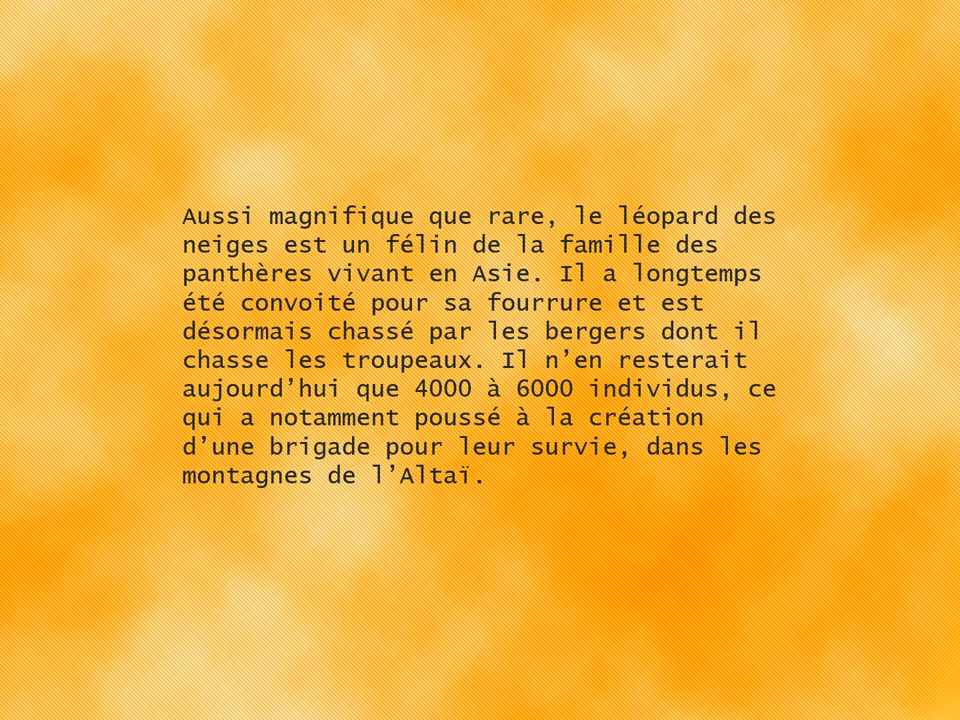 Aussi magnifique que rare, le léopard des
neiges est un félin de la famille des
panthères vivant en Asie. Il a longtemps
été convoité pour sa fourrure et est
désormais chassé par les bergers dont il
chasse les troupeaux. Il n’en resterait
aujourd’hui que 4000 à 6000 individus, ce
qui a notamment poussé à la création
d’une brigade pour leur survie, dans les
montagnes de l’Altaï.